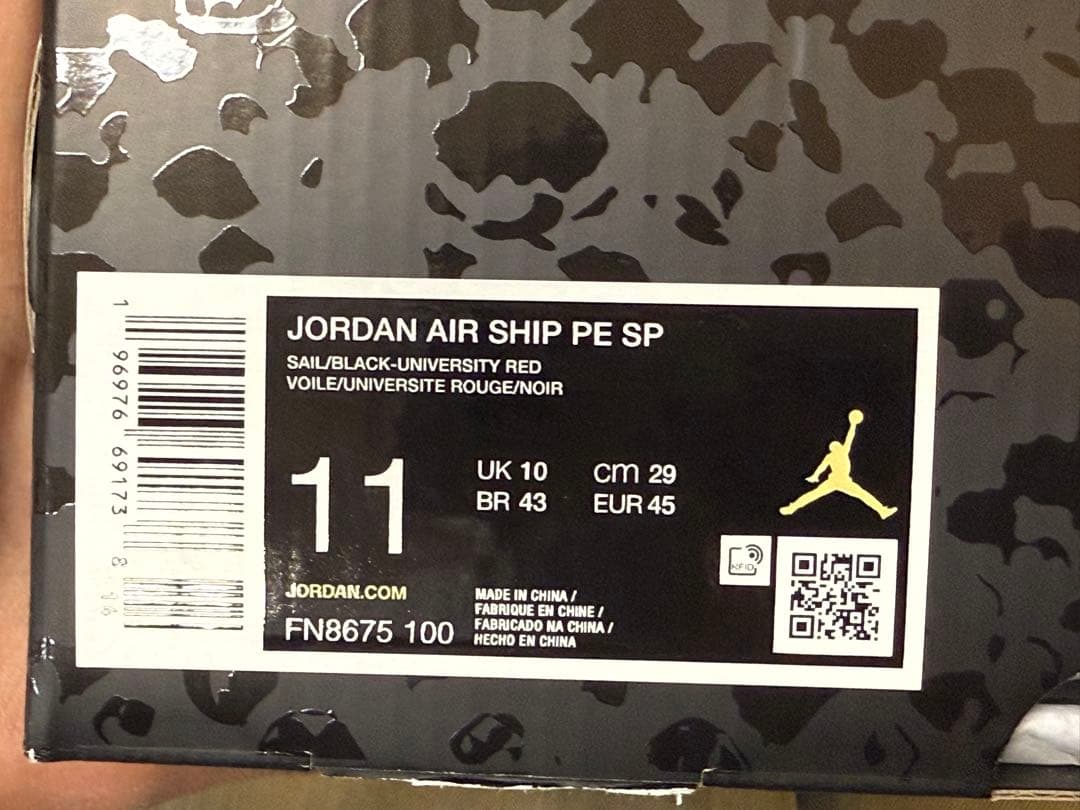 JORDAN AIR SHIP PE SP
SAIL/BLACK-UNIVERSITY RED
VOILE/UNIVERSITE ROUGE/NOIR
11
UK 10
cm 29
BR 43
EUR 45
JORDAN.COM
FN8675 100
MADE IN CHINA /
FABRIQUE EN CHINE /
FABRICADO NA CHINA /
HECHO EN CHINA
RFID
1 96976 69173 8